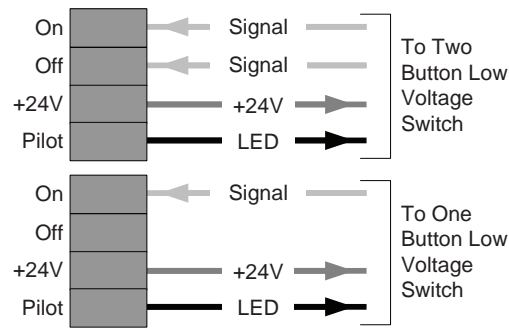 On Signal
Off Signal
+24V +24V
Pilot LED
To Two
Button Low
Voltage
Switch
On Signal
Off
+24V +24V
Pilot LED
To One
Button Low
Voltage
Switch